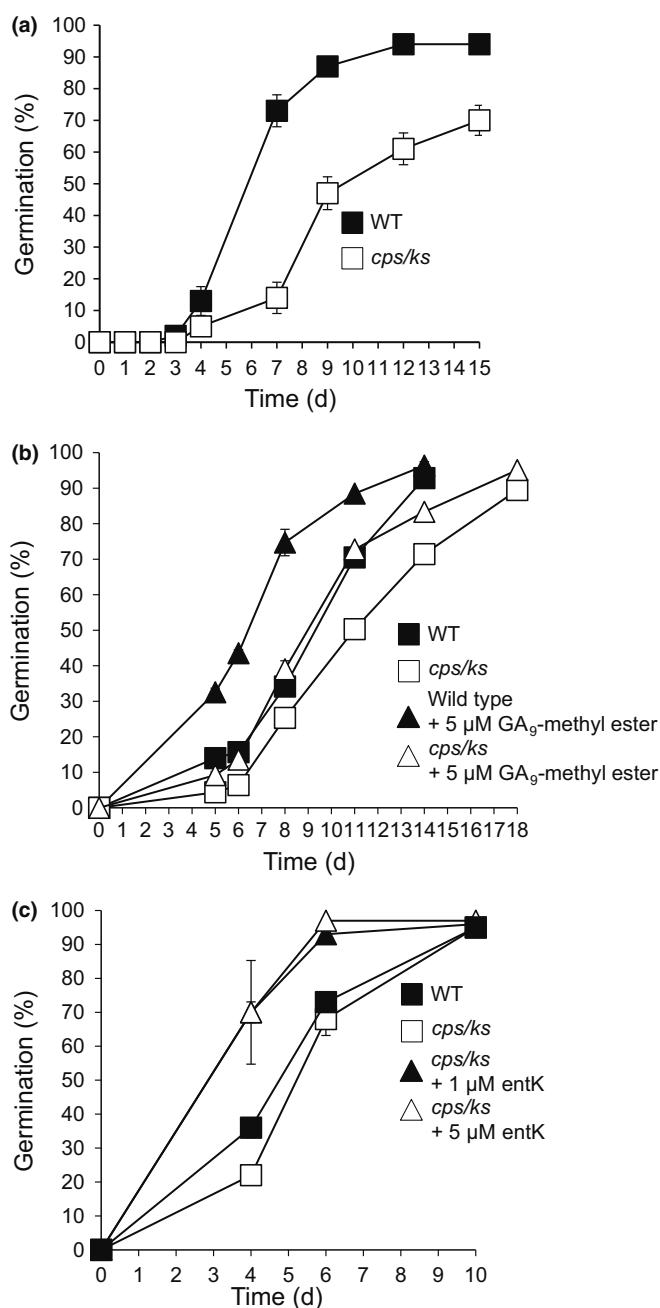 (a)
100
90
80
70
60
50
40
30
20
10
0
Germination (%)
WT
cps/ks
0 1 2 3 4 5 6 7 8 9 10 11 12 13 14 15
Time (d)
(b)
100
90
80
70
60
50
40
30
20
10
0
Germination (%)
WT
cps/ks
Wild type
+ 5 µM GA₉-methyl ester
cps/ks
+ 5 µM GA₉-methyl ester
0 1 2 3 4 5 6 7 8 9 10 11 12 13 14 15 16 17 18
Time (d)
(c)
100
90
80
70
60
50
40
30
20
10
0
Germination (%)
WT
cps/ks
cps/ks
+ 1 µM entK
cps/ks
+ 5 µM entK
0 1 2 3 4 5 6 7 8 9 10
Time (d)